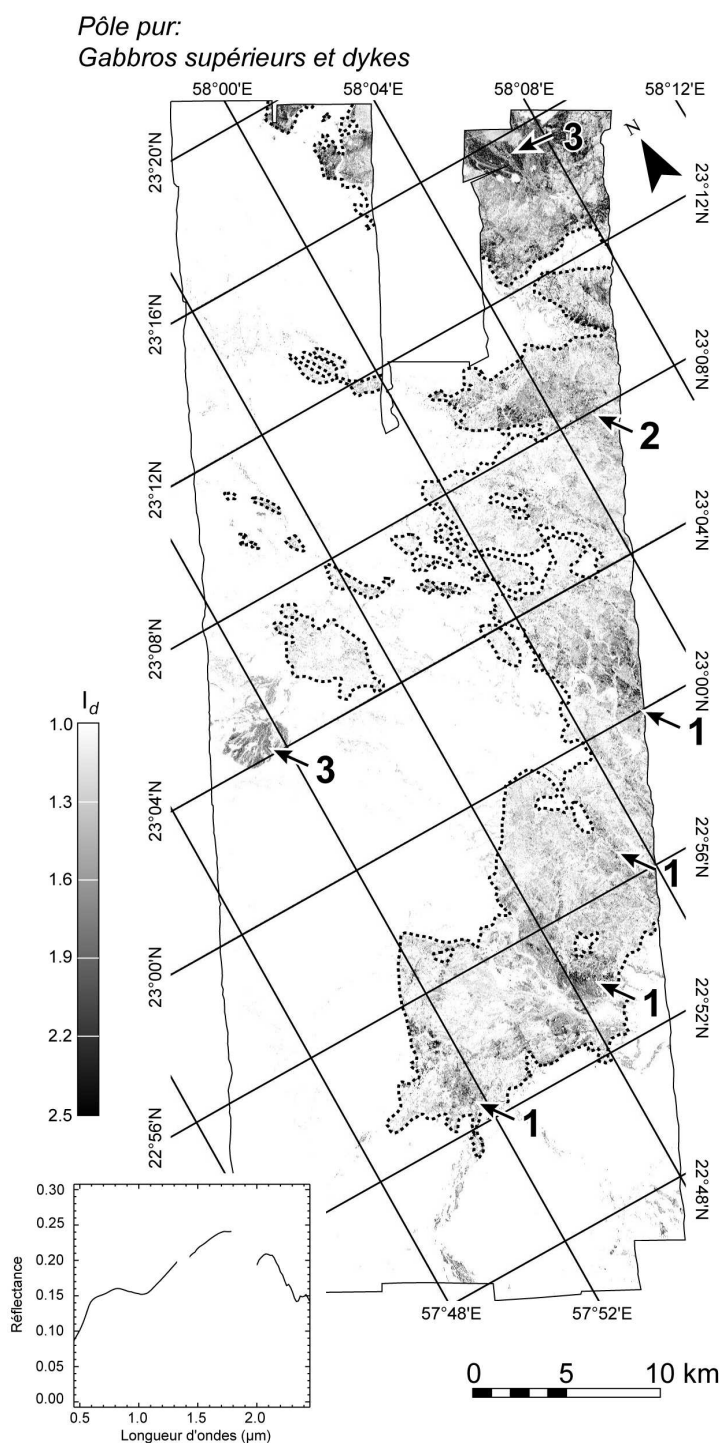 Pôle pur:
Gabbros supérieurs et dykes
58°00'E
58°04'E
58°08'E
58°12'E
23°20'N
23°16'N
23°12'N
23°08'N
23°04'N
23°00'N
22°56'N
N
23°12'N
23°08'N
23°04'N
23°00'N
22°56'N
22°52'N
22°48'N
3
2
1
3
1
1
1
Id
1.0
1.3
1.6
1.9
2.2
2.5
57°48'E
57°52'E
0.30
0.25
0.20
0.15
0.10
0.05
0.00
Réflectance
0.5
1.0
1.5
2.0
Longueur d'ondes (µm)
0
5
10 km